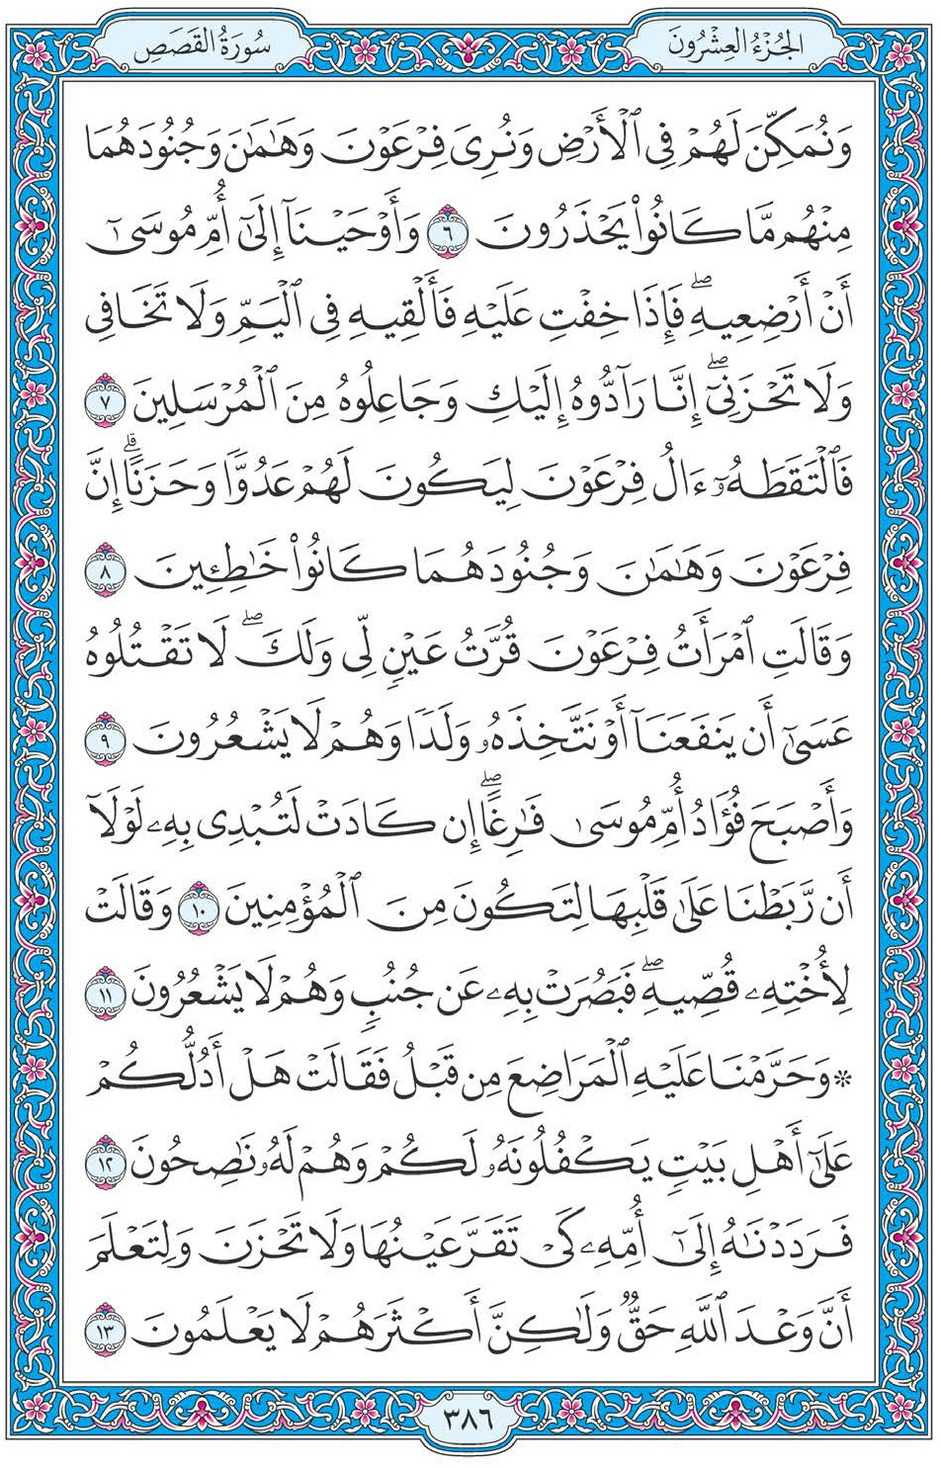 الجُزْءُ العِشْرُونَ
سُورَةُ القَصَصِ
وَنُمَكِّنَ لَهُمْ فِي ٱلْأَرْضِ وَنُرِيَ فِرْعَوْنَ وَهَٰمَٰنَ وَجُنُودَهُمَا
مِنْهُم مَّا كَانُوا۟ يَحْذَرُونَ ٦ وَأَوْحَيْنَآ إِلَىٰٓ أُمِّ مُوسَىٰٓ
أَنْ أَرْضِعِيهِۖ فَإِذَا خِفْتِ عَلَيْهِ فَأَلْقِيهِ فِي ٱلْيَمِّ وَلَا تَخَافِي
وَلَا تَحْزَنِيٓۖ إِنَّا رَآدُّوهُ إِلَيْكِ وَجَاعِلُوهُ مِنَ ٱلْمُرْسَلِينَ ٧
فَٱلْتَقَطَهُۥٓ ءَالُ فِرْعَوْنَ لِيَكُونَ لَهُمْ عَدُوًّا وَحَزَنًاۗ إِنَّ
فِرْعَوْنَ وَهَٰمَٰنَ وَجُنُودَهُمَا كَانُوا۟ خَٰطِـِٔينَ ٨
وَقَالَتِ ٱمْرَأَتُ فِرْعَوْنَ قُرَّتُ عَيْنٍ لِّي وَلَكَۖ لَا تَقْتُلُوهُ
عَسَىٰٓ أَن يَنفَعَنَآ أَوْ نَتَّخِذَهُۥ وَلَدًا وَهُمْ لَا يَشْعُرُونَ ٩
وَأَصْبَحَ فُؤَادُ أُمِّ مُوسَىٰ فَٰرِغًاۖ إِن كَادَتْ لَتُبْدِي بِهِۦ لَوْلَآ
أَن رَّبَطْنَا عَلَىٰ قَلْبِهَا لِتَكُونَ مِنَ ٱلْمُؤْمِنِينَ ١٠ وَقَالَتْ
لِأُخْتِهِۦ قُصِّيهِۖ فَبَصُرَتْ بِهِۦ عَن جُنُبٍ وَهُمْ لَا يَشْعُرُونَ ١١
* وَحَرَّمْنَا عَلَيْهِ ٱلْمَرَاضِعَ مِن قَبْلُ فَقَالَتْ هَلْ أَدُلُّكُمْ
عَلَىٰٓ أَهْلِ بَيْتٍ يَكْفُلُونَهُۥ لَكُمْ وَهُمْ لَهُۥ نَٰصِحُونَ ١٢
فَرَدَدْنَٰهُ إِلَىٰٓ أُمِّهِۦ كَيْ تَقَرَّ عَيْنُهَا وَلَا تَحْزَنَ وَلِتَعْلَمَ
أَنَّ وَعْدَ ٱللَّهِ حَقٌّ وَلَٰكِنَّ أَكْثَرَهُمْ لَا يَعْلَمُونَ ١٣
٣٨٦